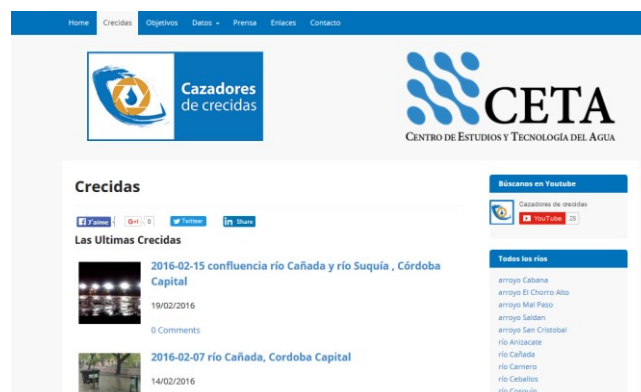 Home Crecidas Objetivos Datos Prensa Enlaces Contacto
Cazadores
de crecidas
CETA
CENTRO DE ESTUDIOS Y TECNOLOGÍA DEL AGUA
Crecidas
J'aime
G+1 0
Twitter
Share
Las Ultimas Crecidas
2016-02-15 confluencia río Cañada y río Suquía , Córdoba
Capital
19/02/2016
0 Comments
2016-02-07 río Cañada, Cordoba Capital
14/02/2016
Búscanos en Youtube
Cazadores de crecidas
YouTube 28
Todos los ríos
arroyo Cabana
arroyo El Chorro Alto
arroyo Mal Paso
arroyo Saldan
arroyo San Cristobal
río Anizacate
río Cañada
río Carnero
río Ceballos
río Cosquín